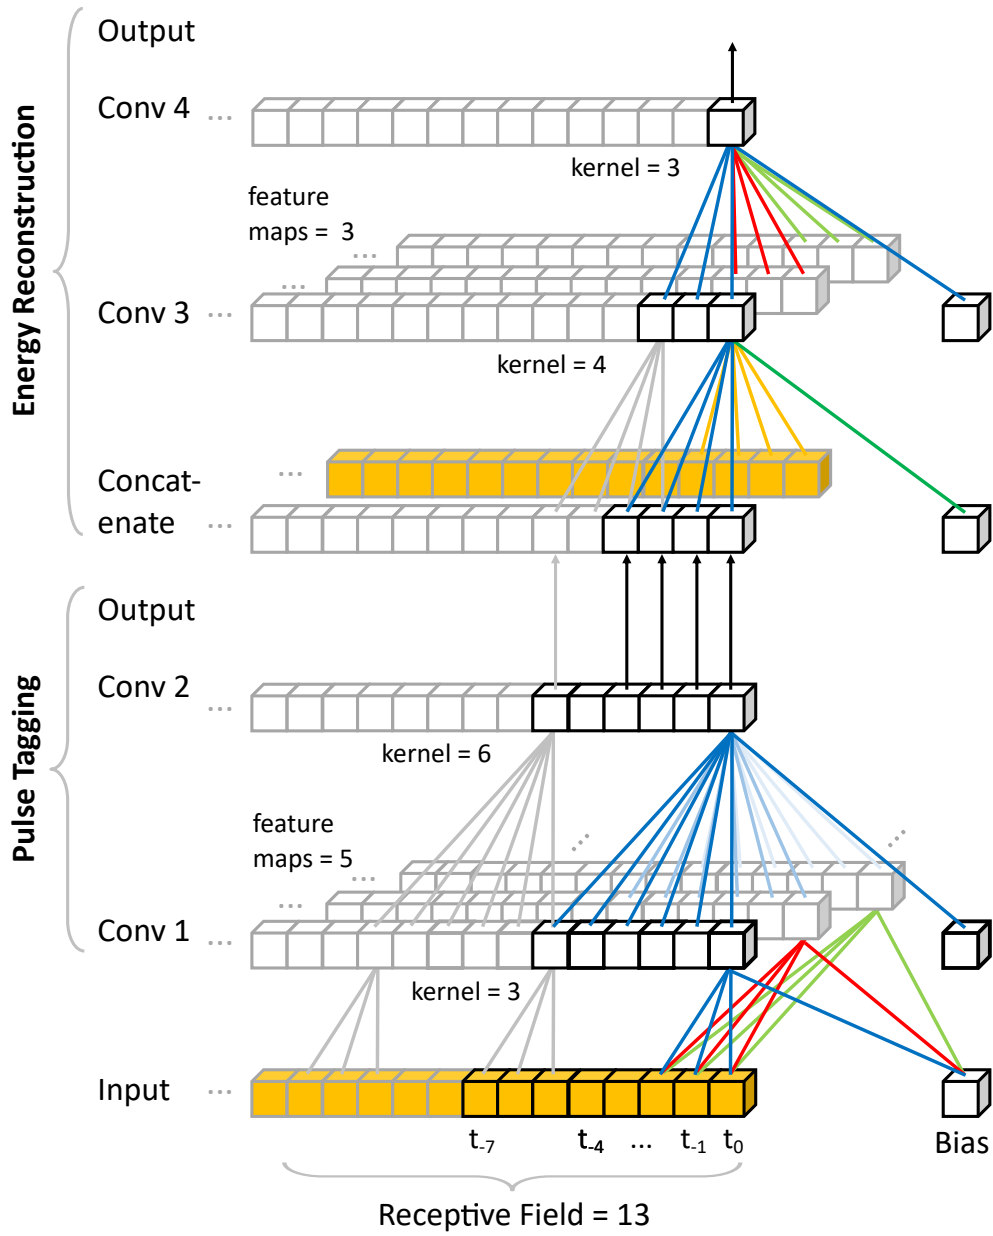 Output
Conv 4
...
kernel = 3
feature
maps = 3
...
...
Conv 3
...
kernel = 4
...
Concat-
enate
...
Energy Reconstruction
Output
Conv 2
...
kernel = 6
feature
maps = 5
...
...
...
...
Conv 1
...
kernel = 3
Pulse Tagging
Input
...
t-7
t-4
...
t-1
t0
Bias
Receptive Field = 13